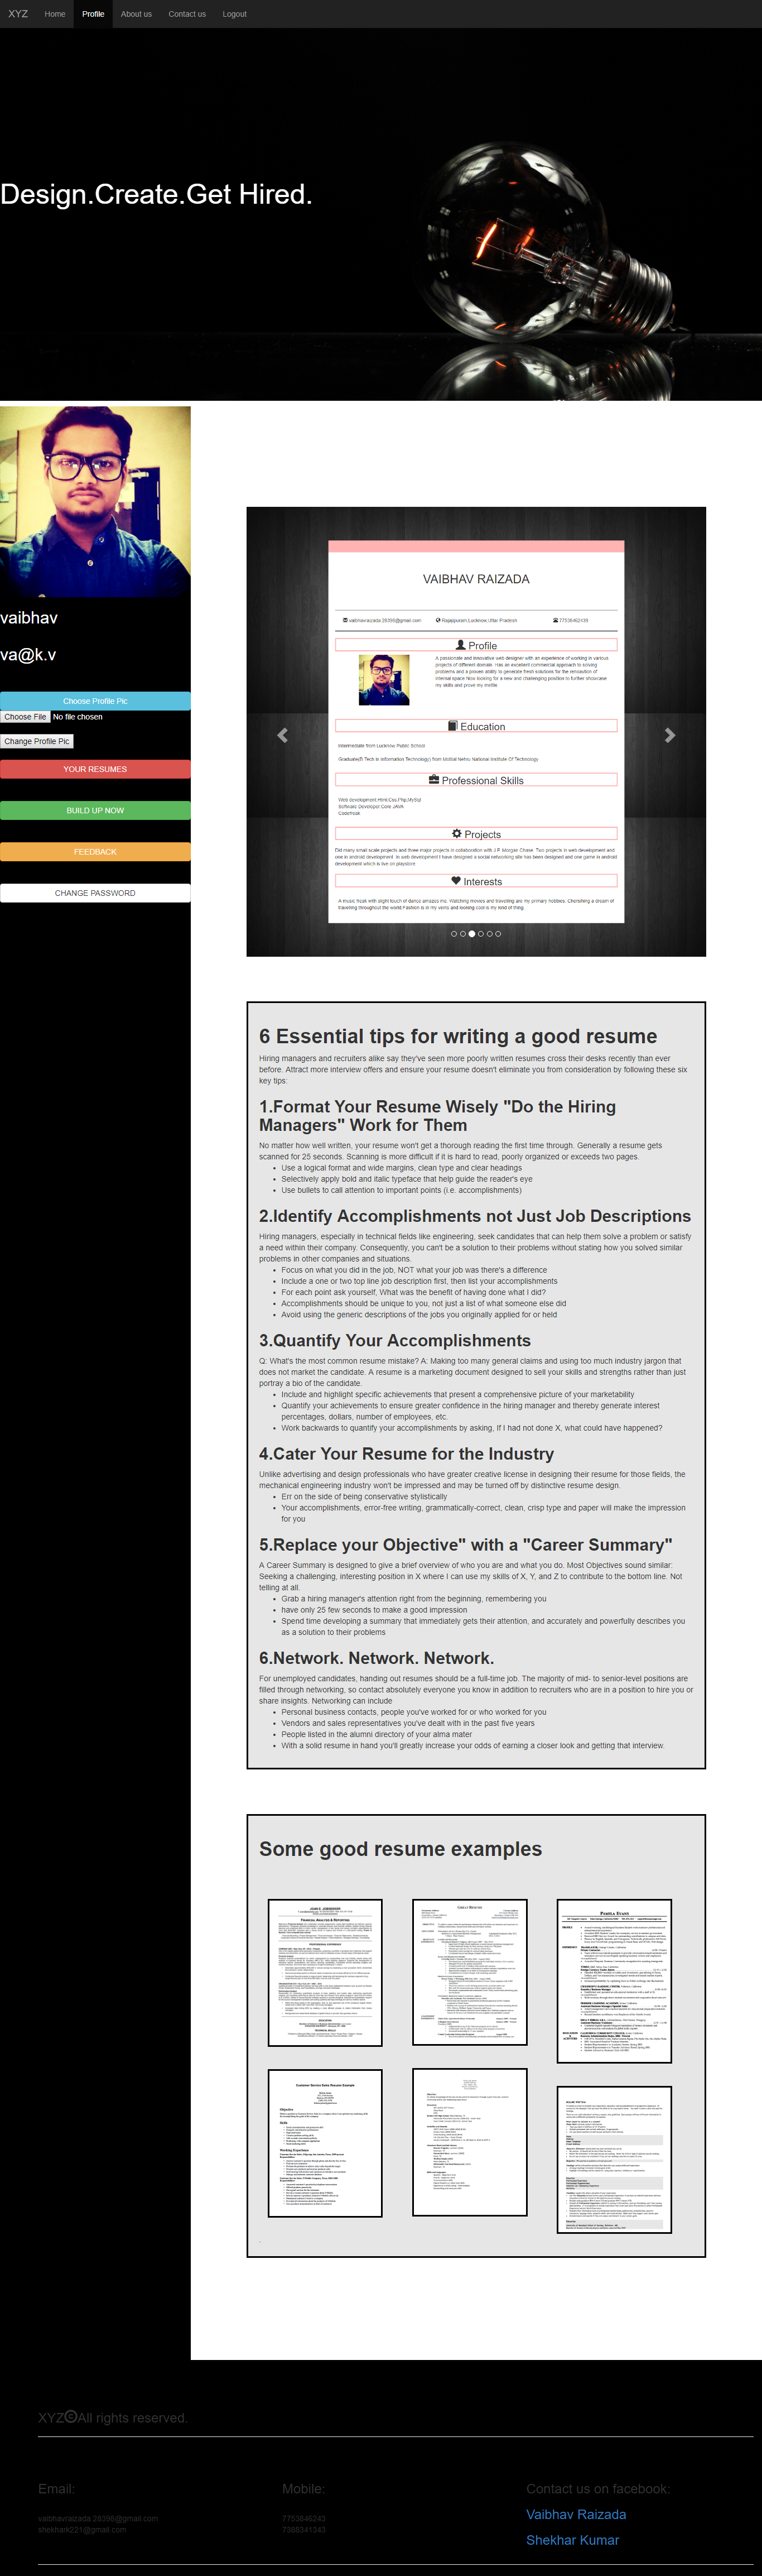 XYZ Home Profile About us Contact us Logout
Design.Create.Get Hired.
vaibhav
va@k.v
Choose Profile Pic
Choose File No file chosen
Change Profile Pic
YOUR RESUMES
BUILD UP NOW
FEEDBACK
CHANGE PASSWORD
VAIBHAV RAIZADA
Rajajipuram,Lucknow,Uttar Pradesh
Profile
A passionate and innovative web designer with an experience of working in various
projects of different domain. Has an excellent commercial approach to solving
problems and a proven ability to generate fresh solutions for the renovation of
internal space.Now looking for a new and challenging position to further showcase
my skills and prove my mettle.
Education
Intermediate from Lucknow Public School
Graduate(B.Tech in Information Technology) from Motilal Nehru National Institute Of Technology
Professional Skills
Web development:Html,Css,Php,MySql
Software Developer:Core JAVA
Codefreak
Projects
Did many small scale projects and three major projects in collaboration with J.P. Morgan Chase. Two projects in web development and
one in android development. In web development I have designed a social networking site has been designed and one game in android
development which is live on playstore.
Interests
A music freak with slight touch of dance amazes me. Watching movies and travelling are my primary hobbies. Cherishing a dream of
travelling throughout the world.Fashion is in my veins and looking cool is my kind of thing.
6 Essential tips for writing a good resume
Hiring managers and recruiters alike say they've seen more poorly written resumes cross their desks recently than ever
before. Attract more interview offers and ensure your resume doesn't eliminate you from consideration by following these six
key tips:
1.Format Your Resume Wisely "Do the Hiring
Managers" Work for Them
No matter how well written, your resume won't get a thorough reading the first time through. Generally a resume gets
scanned for 25 seconds. Scanning is more difficult if it is hard to read, poorly organized or exceeds two pages.
• Use a logical format and wide margins, clean type and clear headings
• Selectively apply bold and italic typeface that help guide the reader's eye
• Use bullets to call attention to important points (i.e. accomplishments)
2.Identify Accomplishments not Just Job Descriptions
Hiring managers, especially in technical fields like engineering, seek candidates that can help them solve a problem or satisfy
a need within their company. Consequently, you can't be a solution to their problems without stating how you solved similar
problems in other companies and situations.
• Focus on what you did in the job, NOT what your job was there's a difference
• Include a one or two top line job description first, then list your accomplishments
• For each point ask yourself, What was the benefit of having done what I did?
• Accomplishments should be unique to you, not just a list of what someone else did
• Avoid using the generic descriptions of the jobs you originally applied for or held
3.Quantify Your Accomplishments
Q: What's the most common resume mistake? A: Making too many general claims and using too much industry jargon that
does not market the candidate. A resume is a marketing document designed to sell your skills and strengths rather than just
portray a bio of the candidate.
• Include and highlight specific achievements that present a comprehensive picture of your marketability
• Quantify your achievements to ensure greater confidence in the hiring manager and thereby generate interest
percentages, dollars, number of employees, etc.
• Work backwards to quantify your accomplishments by asking, If I had not done X, what could have happened?
4.Cater Your Resume for the Industry
Unlike advertising and design professionals who have greater creative license in designing their resume for those fields, the
mechanical engineering industry won't be impressed and may be turned off by distinctive resume design.
• Err on the side of being conservative stylistically
• Your accomplishments, error-free writing, grammatically-correct, clean, crisp type and paper will make the impression
for you
5.Replace your Objective" with a "Career Summary"
A Career Summary is designed to give a brief overview of who you are and what you do. Most Objectives sound similar:
Seeking a challenging, interesting position in X where I can use my skills of X, Y, and Z to contribute to the bottom line. Not
telling at all.
• Grab a hiring manager's attention right from the beginning, remembering you
• have only 25 few seconds to make a good impression
• Spend time developing a summary that immediately gets their attention, and accurately and powerfully describes you
as a solution to their problems
6.Network. Network. Network.
For unemployed candidates, handing out resumes should be a full-time job. The majority of mid- to senior-level positions are
filled through networking, so contact absolutely everyone you know in addition to recruiters who are in a position to hire you or
share insights. Networking can include
• Personal business contacts, people you've worked for or who worked for you
• Vendors and sales representatives you've dealt with in the past five years
• People listed in the alumni directory of your alma mater
• With a solid resume in hand you'll greatly increase your odds of earning a closer look and getting that interview.
Some good resume examples
PAMELA EVANS
Customer Service Sales Resume Example
XYZ©All rights reserved.
Email: Mobile: Contact us on facebook:
vaibhavraizada.28398@gmail.com 7753846243 Vaibhav Raizada
shekhark221@gmail.com 7388341343 Shekhar Kumar